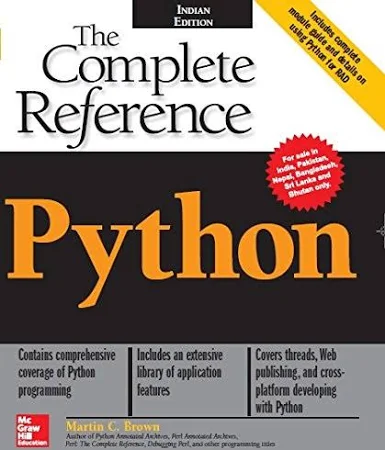 INDIAN
EDITION
The
Complete
Reference
Includes complete
module guide and details on
using Python for RAD
For sale in
India, Pakistan,
Nepal, Bangladesh,
Sri Lanka and
Bhutan only.
Python
Contains comprehensive
coverage of Python
programming
Includes an extensive
library of application
features
Covers threads, Web
publishing, and cross-
platform developing
with Python
Mc
Graw
Hill
Education
Martin C. Brown
Author of Python Annotated Archives, Perl Annotated Archives,
Perl: The Complete Reference, Debugging Perl, and other programming titles